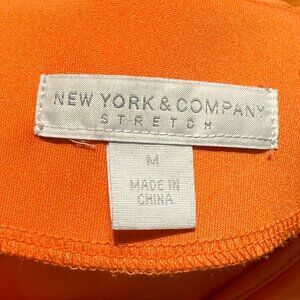 NEW YORK & COMPANY
STRETCH
M
MADE IN
CHINA